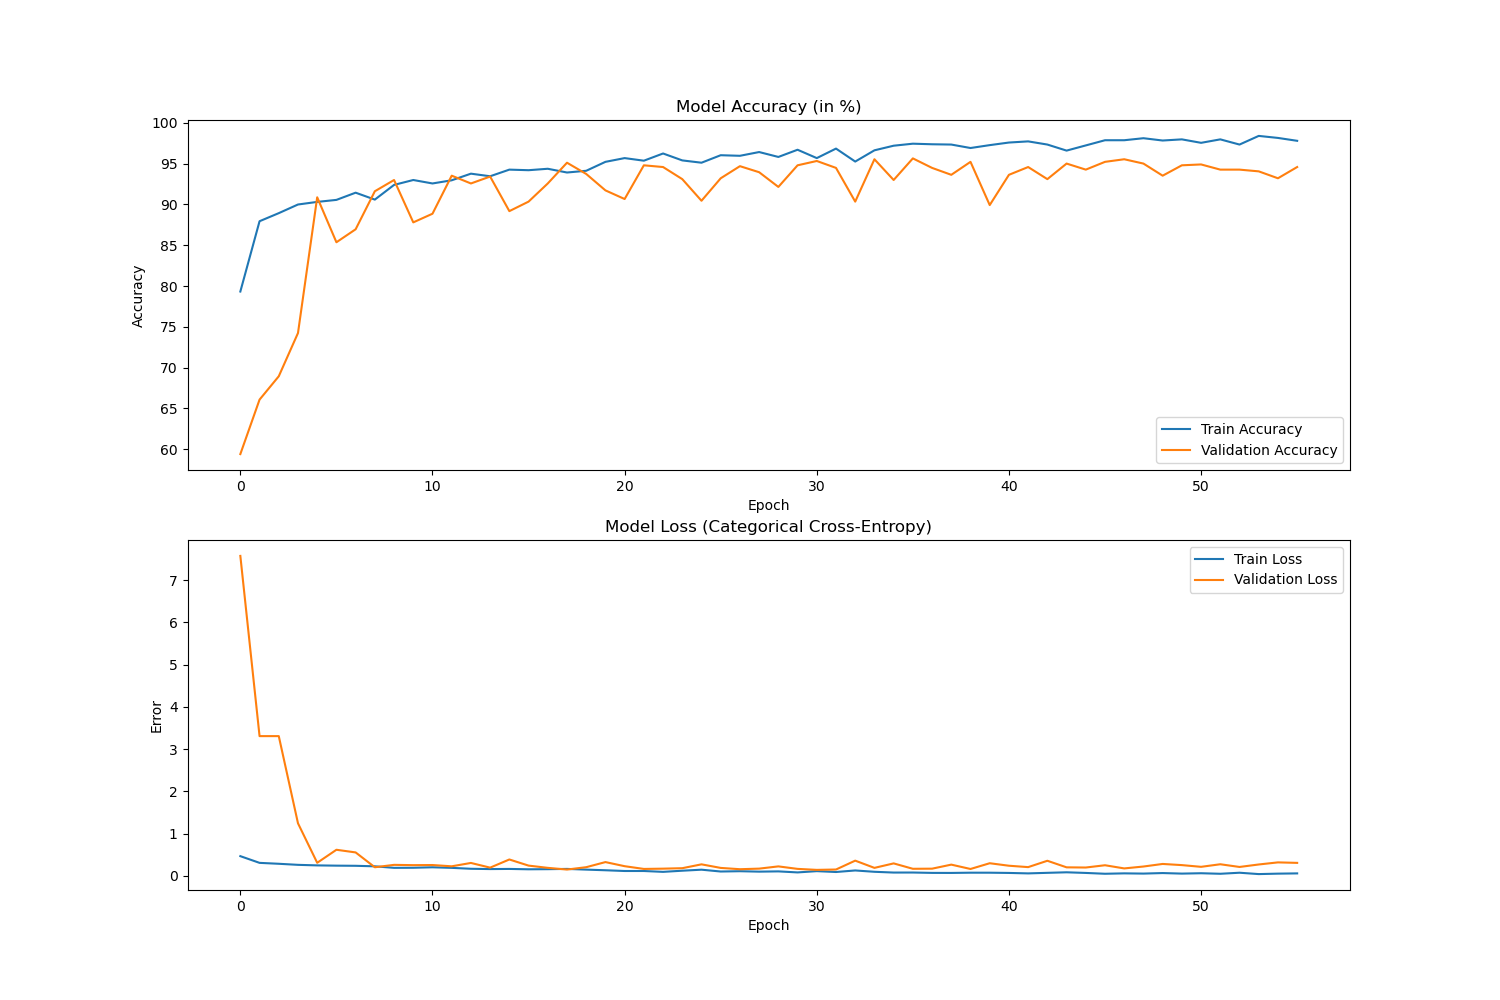 Model Accuracy (in %)
100
95
90
85
80
75
70
65
60
Accuracy
Train Accuracy
Validation Accuracy
0 10 20 30 40 50
Epoch
Model Loss (Categorical Cross-Entropy)
7
6
5
4
3
2
1
0
Error
Train Loss
Validation Loss
0 10 20 30 40 50
Epoch